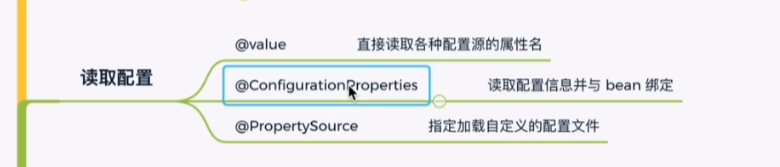 @value 直接读取各种配置源的属性名
读取配置
@ConfigurationProperties 读取配置信息并与 bean 绑定
@PropertySource 指定加载自定义的配置文件